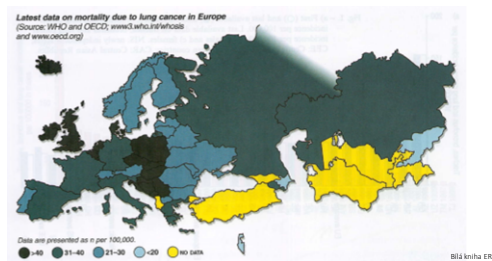 Latest data on mortality due to lung cancer in Europe
(Source: WHO and OECD; www3.who.int/whosis
and www.oecd.org)
Data are presented as n per 100,000.
>40 31–40 21–30 <20 NO DATA
Bílá kniha ER